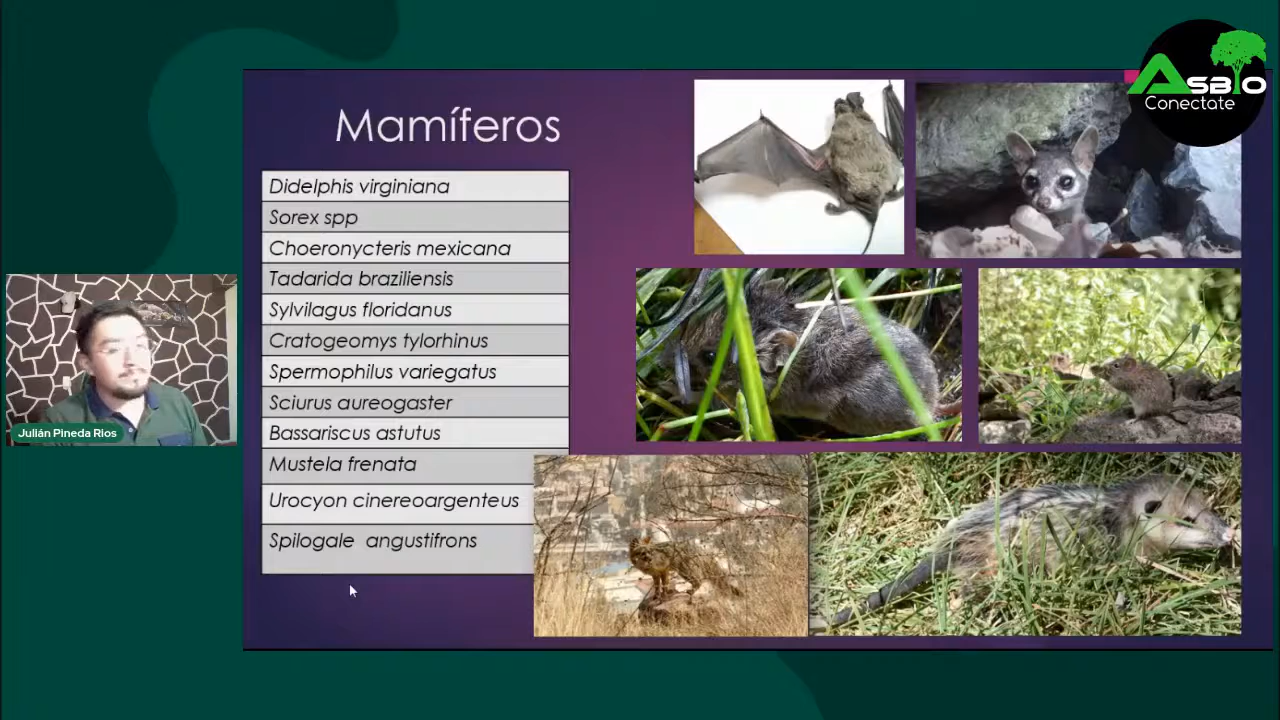 Mamíferos
Didelphis virginiana
Sorex spp
Choeronycteris mexicana
Tadarida braziliensis
Sylvilagus floridanus
Cratogeomys tylorhinus
Spermophilus variegatus
Sciurus aureogaster
Bassariscus astutus
Mustela frenata
Urocyon cinereoargenteus
Spilogale angustifrons
Julián Pineda Rios
ASBIO
Conectate